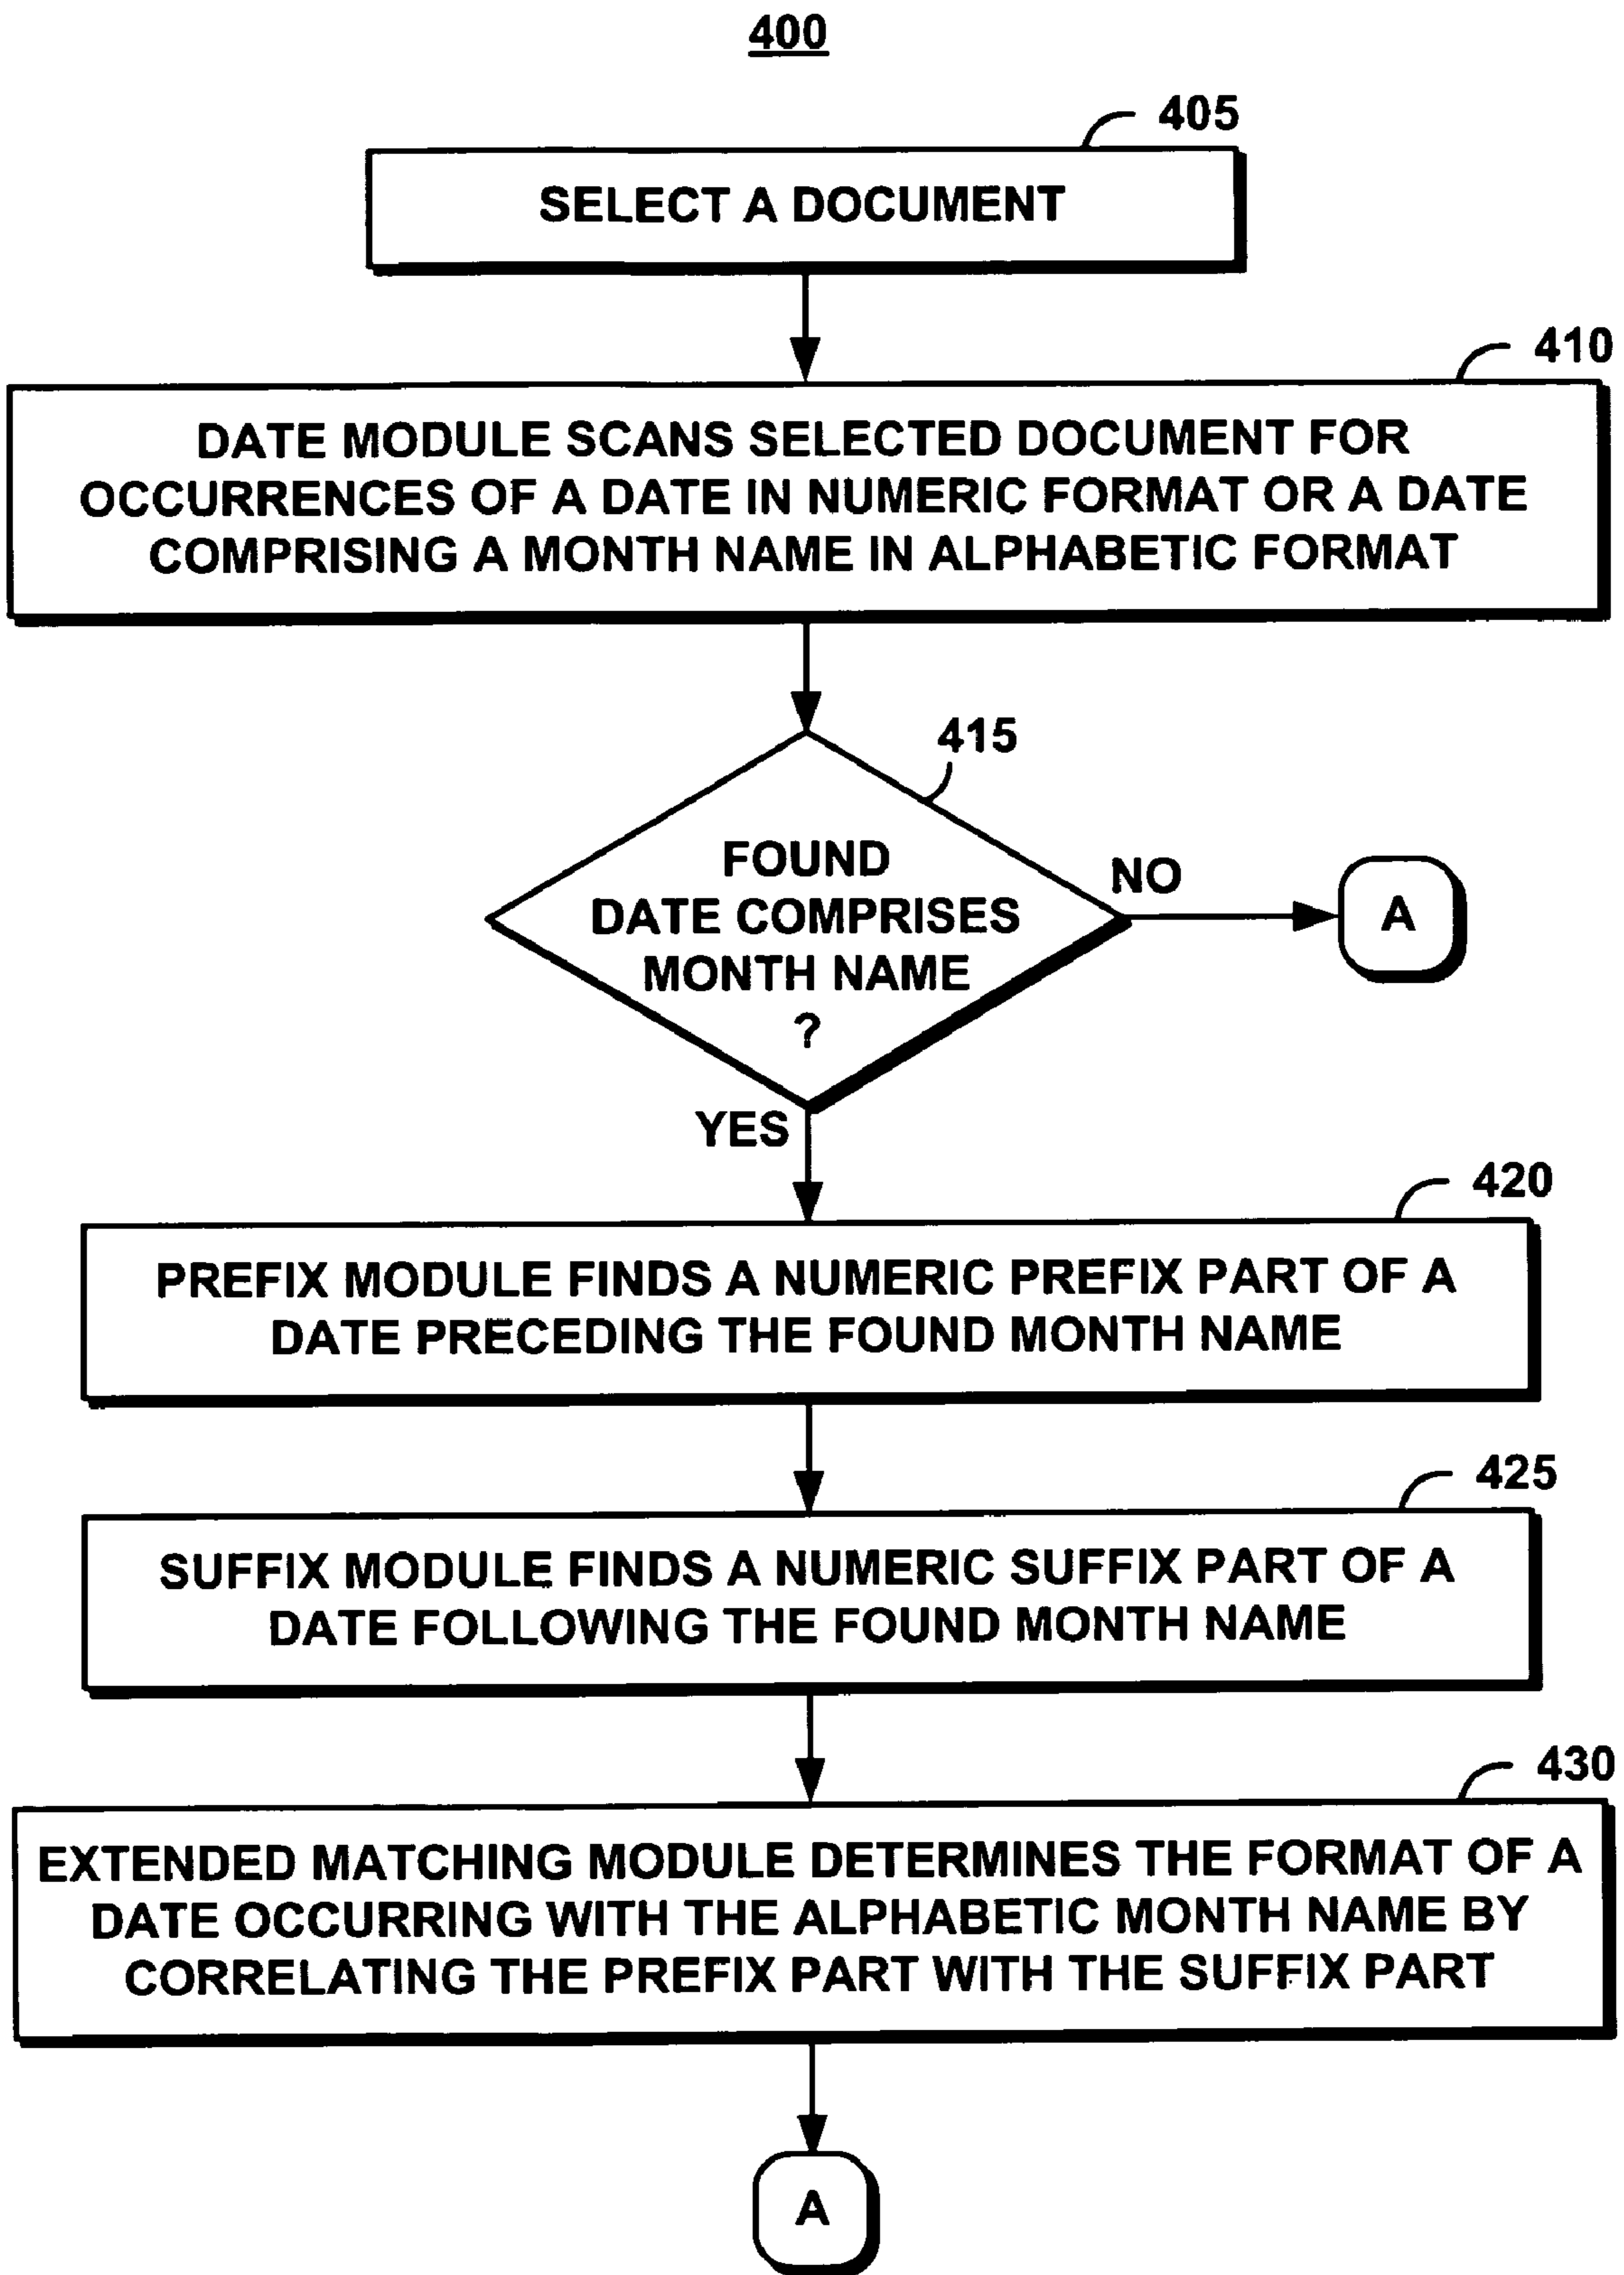 400
405
SELECT A DOCUMENT
410
DATE MODULE SCANS SELECTED DOCUMENT FOR
OCCURRENCES OF A DATE IN NUMERIC FORMAT OR A DATE
COMPRISING A MONTH NAME IN ALPHABETIC FORMAT
415
FOUND
DATE COMPRISES
MONTH NAME
?
NO
A
YES
420
PREFIX MODULE FINDS A NUMERIC PREFIX PART OF A
DATE PRECEDING THE FOUND MONTH NAME
425
SUFFIX MODULE FINDS A NUMERIC SUFFIX PART OF A
DATE FOLLOWING THE FOUND MONTH NAME
430
EXTENDED MATCHING MODULE DETERMINES THE FORMAT OF A
DATE OCCURRING WITH THE ALPHABETIC MONTH NAME BY
CORRELATING THE PREFIX PART WITH THE SUFFIX PART
A